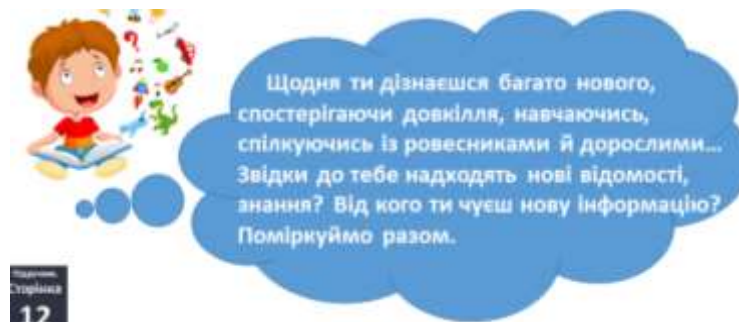 Щодня ти дізнаєшся багато нового,
спостерігаючи довкілля, навчаючись,
спілкуючись із ровесниками й дорослими...
Звідки до тебе надходять нові відомості,
знання? Від кого ти чуєш нову інформацію?
Поміркуймо разом.
Підручник.
Сторінка
12